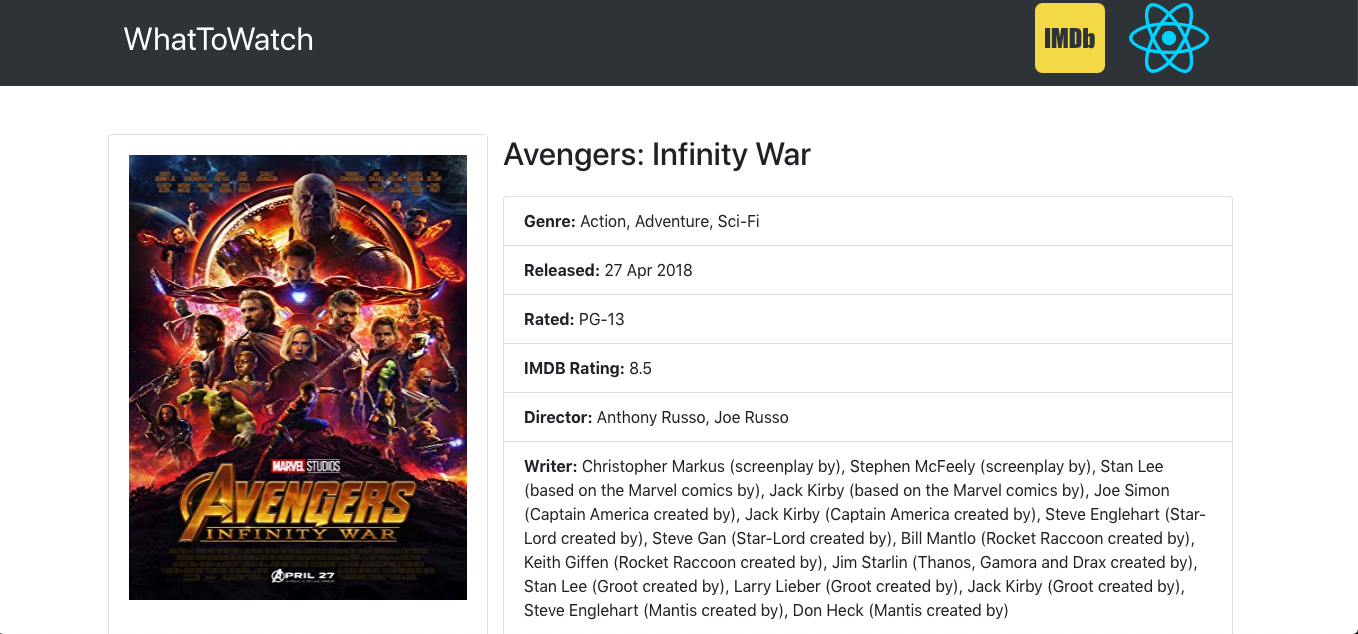 WhatToWatch
IMDb
Avengers: Infinity War
Genre: Action, Adventure, Sci-Fi
Released: 27 Apr 2018
Rated: PG-13
IMDB Rating: 8.5
Director: Anthony Russo, Joe Russo
Writer: Christopher Markus (screenplay by), Stephen McFeely (screenplay by), Stan Lee
(based on the Marvel comics by), Jack Kirby (based on the Marvel comics by), Joe Simon
(Captain America created by), Jack Kirby (Captain America created by), Steve Englehart (Star-
Lord created by), Steve Gan (Star-Lord created by), Bill Mantlo (Rocket Raccoon created by),
Keith Giffen (Rocket Raccoon created by), Jim Starlin (Thanos, Gamora and Drax created by),
Stan Lee (Groot created by), Larry Lieber (Groot created by), Jack Kirby (Groot created by),
Steve Englehart (Mantis created by), Don Heck (Mantis created by)
MARVEL STUDIOS
AVENGERS
INFINITY WAR
APRIL 27